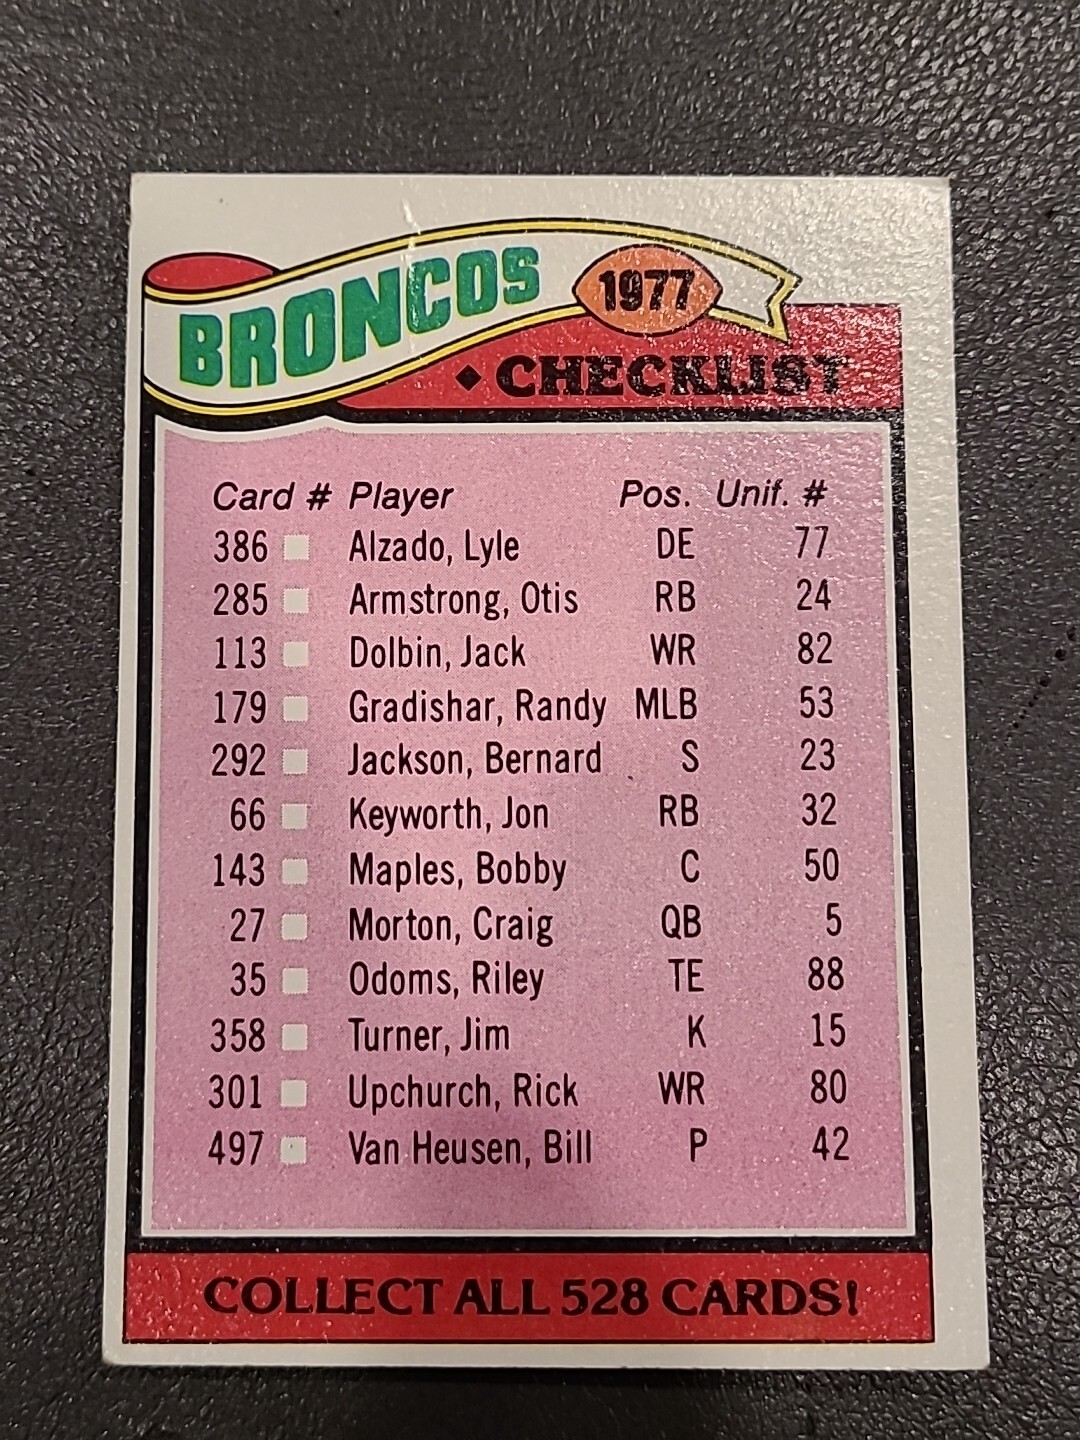 BRONCOS 1977
◆ CHECKLIST
Card # Player Pos. Unif. #
386 Alzado, Lyle DE 77
285 Armstrong, Otis RB 24
113 Dolbin, Jack WR 82
179 Gradishar, Randy MLB 53
292 Jackson, Bernard S 23
66 Keyworth, Jon RB 32
143 Maples, Bobby C 50
27 Morton, Craig QB 5
35 Odoms, Riley TE 88
358 Turner, Jim K 15
301 Upchurch, Rick WR 80
497 Van Heusen, Bill P 42
COLLECT ALL 528 CARDS!